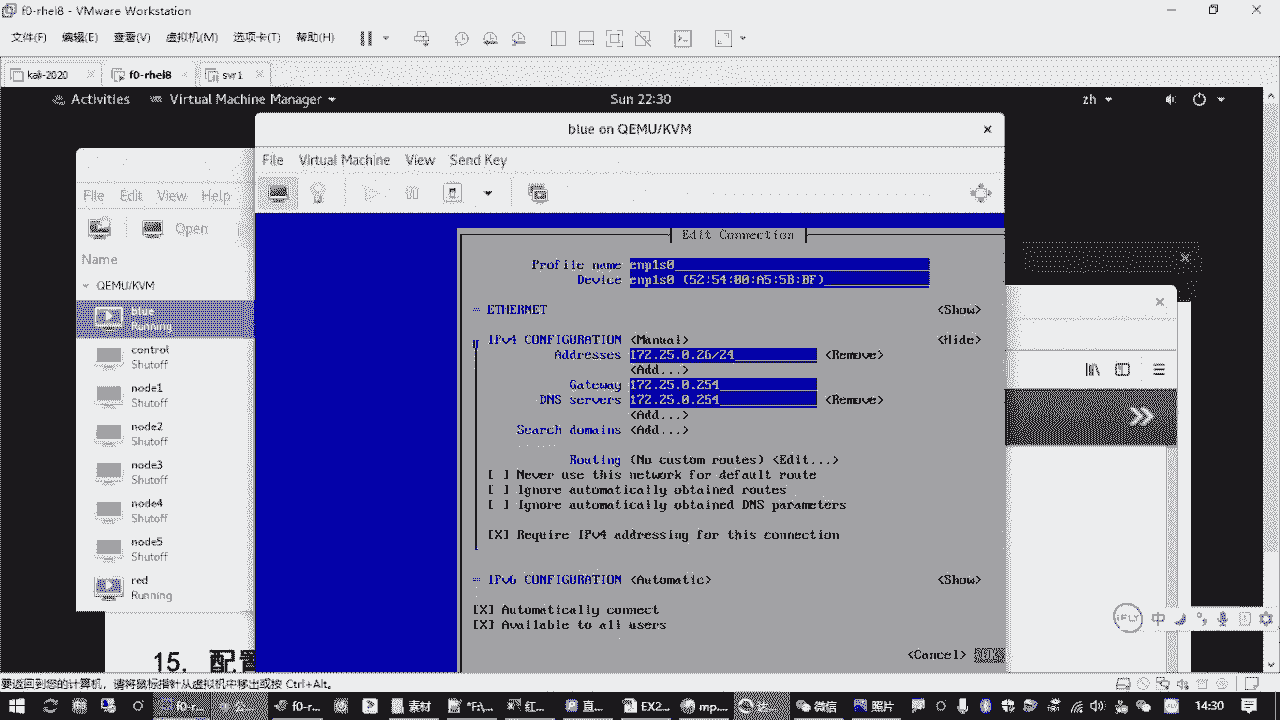 f0-rhel8 - VMware Workstation
文件(F) 编辑(E) 查看(V) 虚拟机(M) 选项卡(T) 帮助(H)
kali-2020 f0-rhel8 svr1
Activities Virtual Machine Manager Sun 22:30 zh
blue on QEMU/KVM
File Virtual Machine View Send Key
File Edit View Help
Open
Name
QEMU/KVM
blue
Running
control
Shutoff
node1
Shutoff
node2
Shutoff
node3
Shutoff
node4
Shutoff
node5
Shutoff
red
Running
Edit Connection
Profile name enp1s0
Device enp1s0 (52:54:00:A5:5B:BF)
= ETHERNET <Show>
IPv4 CONFIGURATION <Manual> <Hide>
Addresses 172.25.0.26/24 <Remove>
<Add...>
Gateway 172.25.0.254
DNS servers 172.25.0.254 <Remove>
<Add...>
Search domains <Add...>
Routing (No custom routes) <Edit...>
[ ] Never use this network for default route
[ ] Ignore automatically obtained routes
[ ] Ignore automatically obtained DNS parameters
[X] Require IPv4 addressing for this connection
= IPv6 CONFIGURATION <Automatic> <Show>
[X] Automatically connect
[X] Available to all users
<Cancel>
15. 配
iFLY 中
要返回到您的计算机，请将鼠标指针从虚拟机中移出或按 Ctrl+Alt。
f0-r... 素材 EX2... mp... 微信 照片 14:30